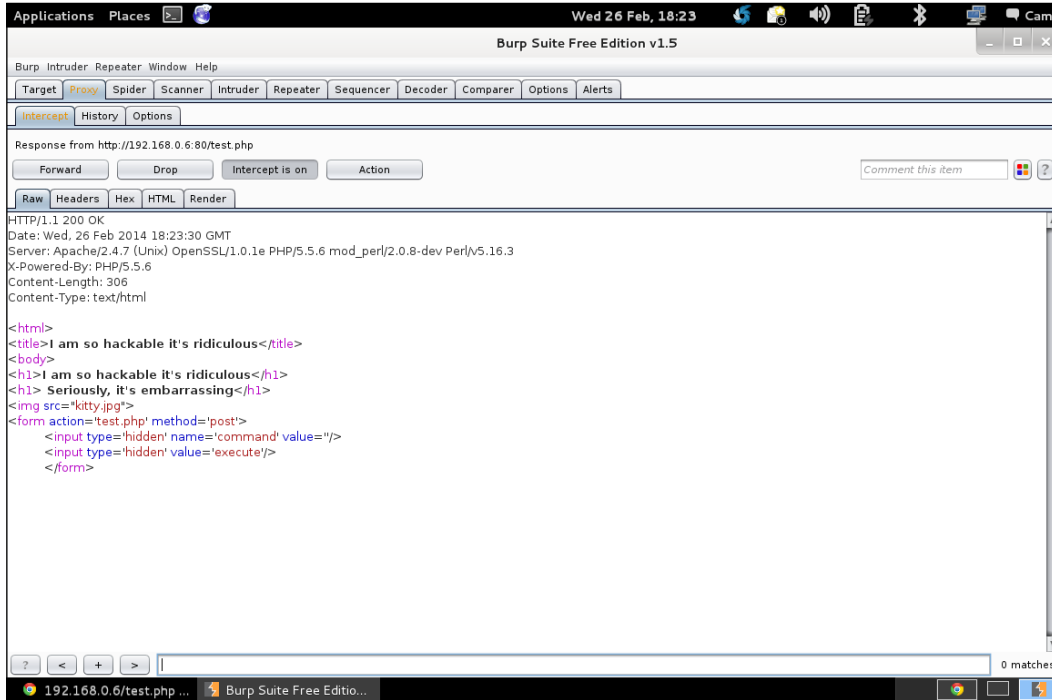 Applications Places Wed 26 Feb, 18:23 Cam
Burp Suite Free Edition v1.5
Burp Intruder Repeater Window Help
Target Proxy Spider Scanner Intruder Repeater Sequencer Decoder Comparer Options Alerts
Intercept History Options
Response from http://192.168.0.6:80/test.php
Forward Drop Intercept is on Action Comment this item ?
Raw Headers Hex HTML Render
HTTP/1.1 200 OK
Date: Wed, 26 Feb 2014 18:23:30 GMT
Server: Apache/2.4.7 (Unix) OpenSSL/1.0.1e PHP/5.5.6 mod_perl/2.0.8-dev Perl/v5.16.3
X-Powered-By: PHP/5.5.6
Content-Length: 306
Content-Type: text/html
<html>
<title>I am so hackable it's ridiculous</title>
<body>
<h1>I am so hackable it's ridiculous</h1>
<h1> Seriously, it's embarrassing</h1>
<img src="kitty.jpg">
<form action='test.php' method='post'>
<input type='hidden' name='command' value=''/>
<input type='hidden' value='execute'/>
</form>
? < + > 0 matches
192.168.0.6/test.php ... Burp Suite Free Editio...